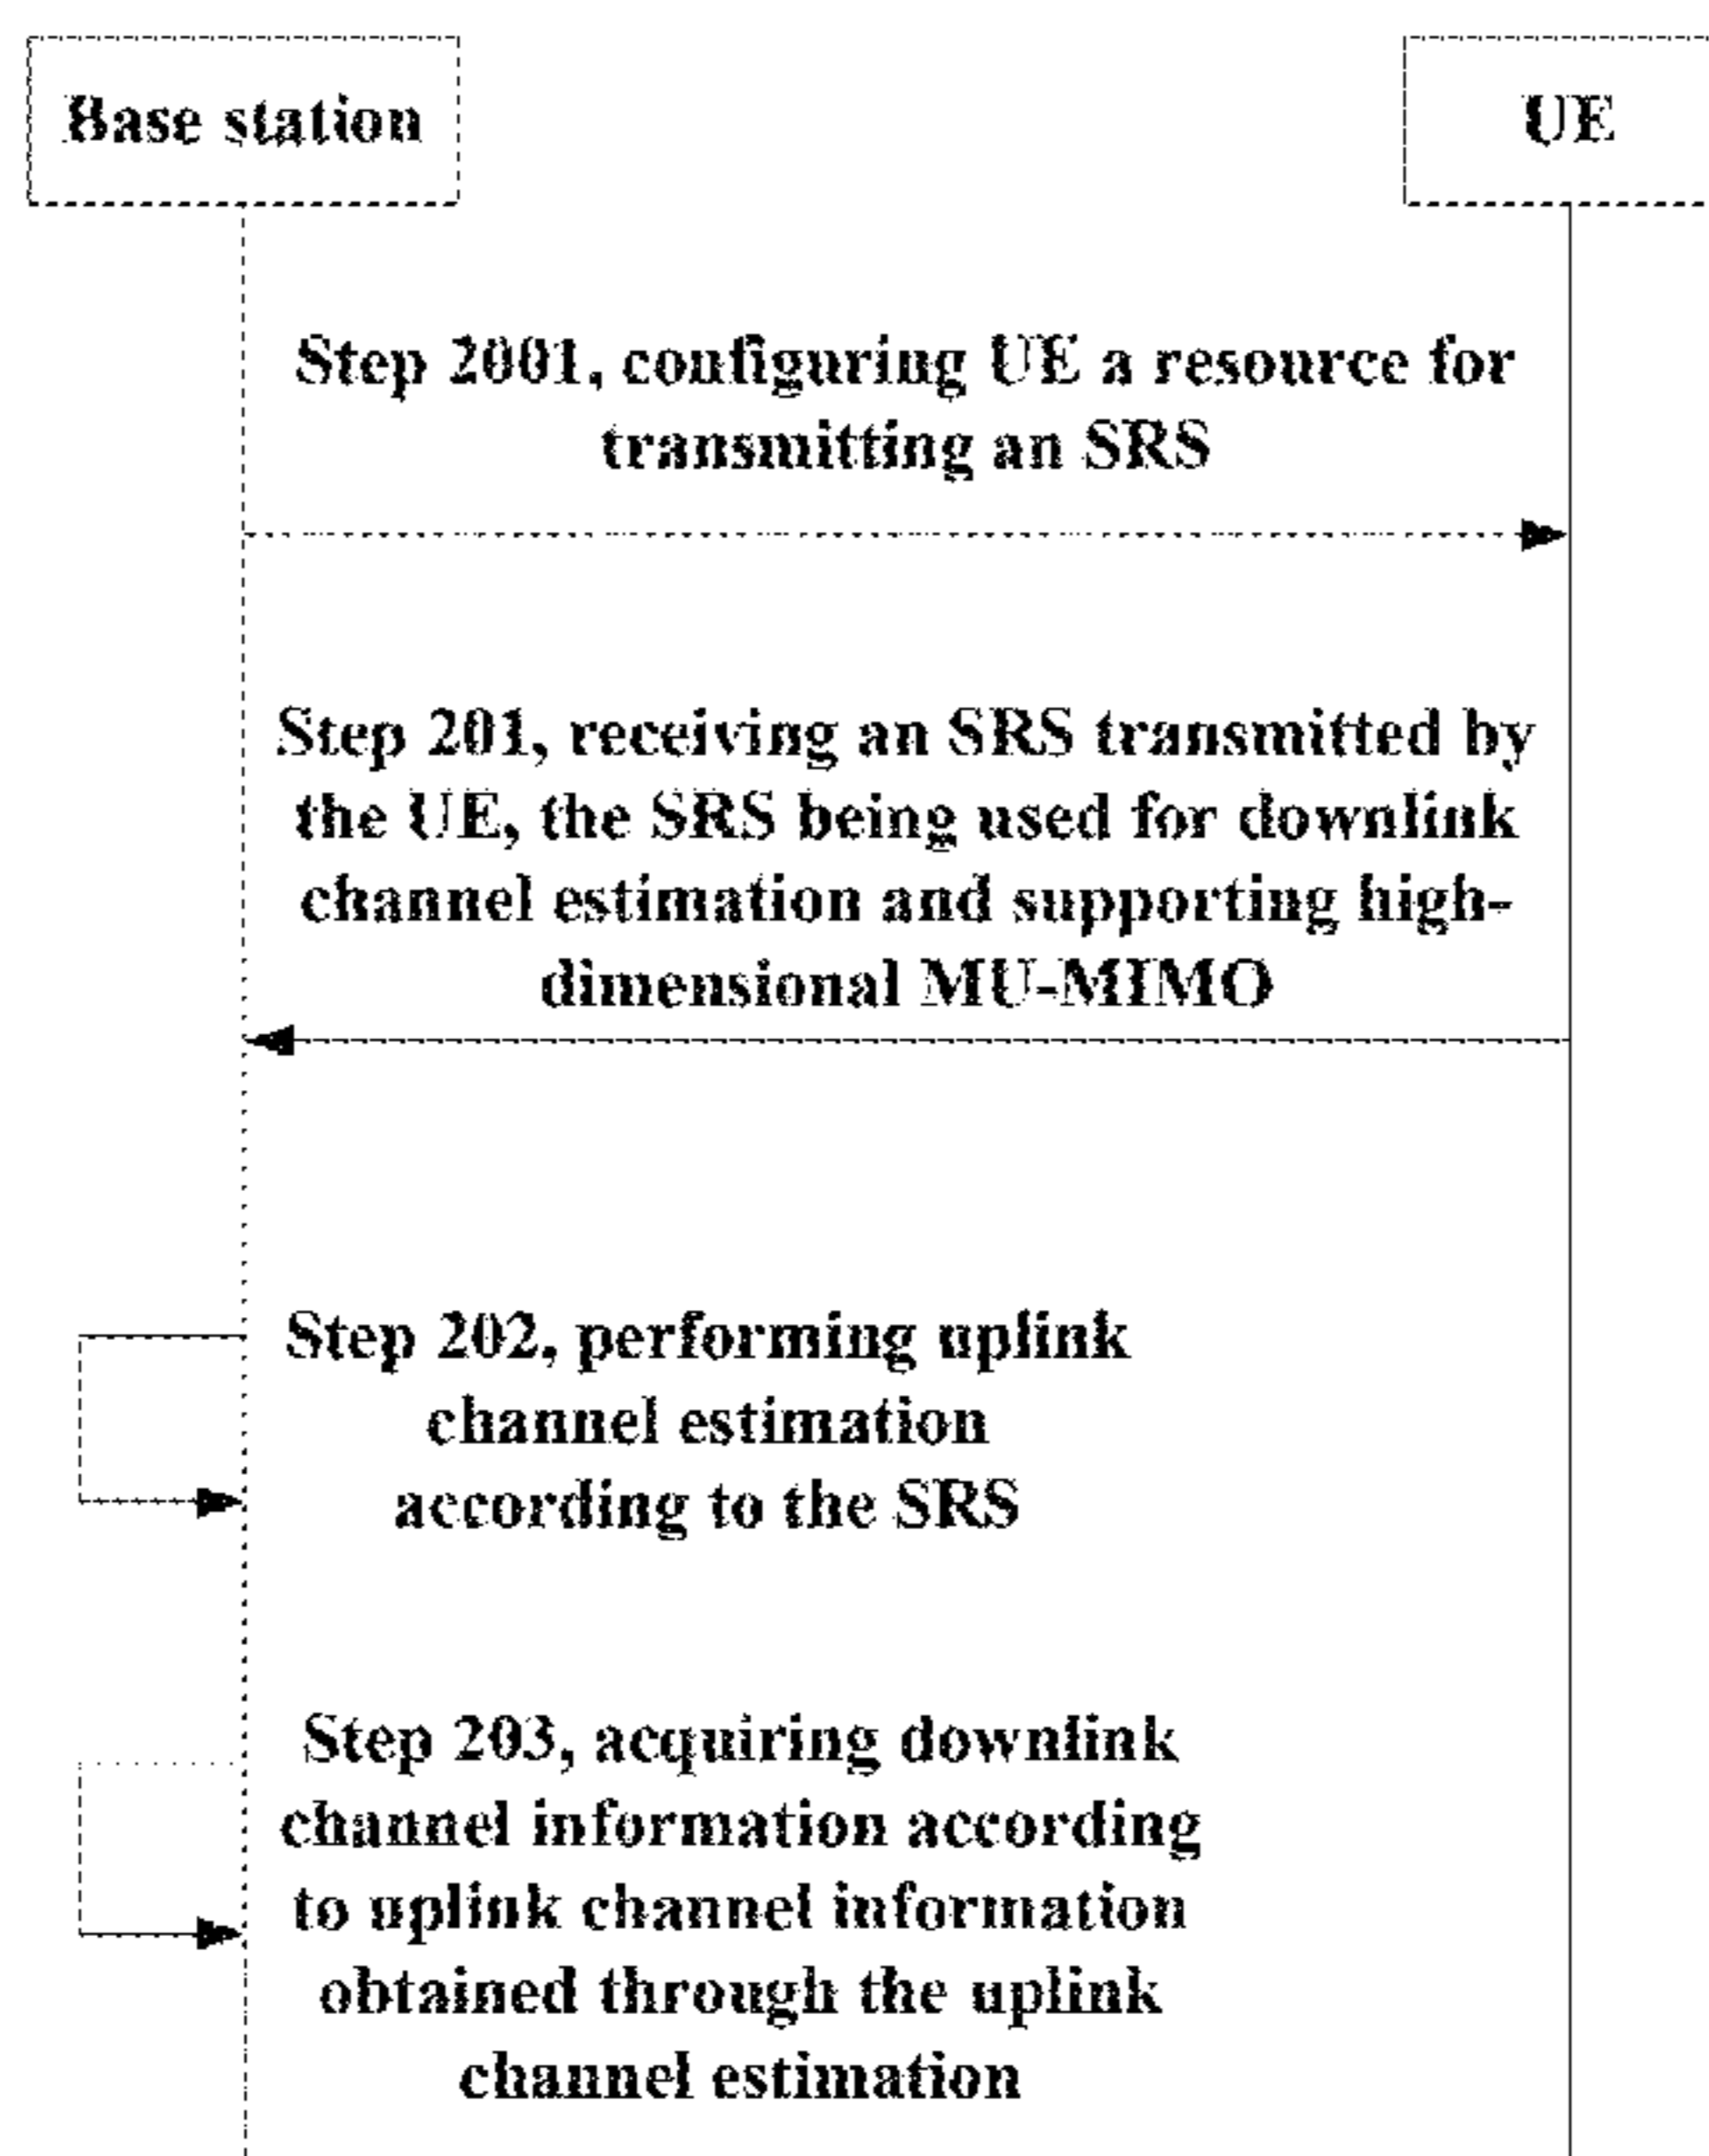 Base station
UE
Step 2001, configuring UE a resource for
transmitting an SRS
Step 201, receiving an SRS transmitted by
the UE, the SRS being used for downlink
channel estimation and supporting high-
dimensional MU-MIMO
Step 202, performing uplink
channel estimation
according to the SRS
Step 203, acquiring downlink
channel information according
to uplink channel information
obtained through the uplink
channel estimation